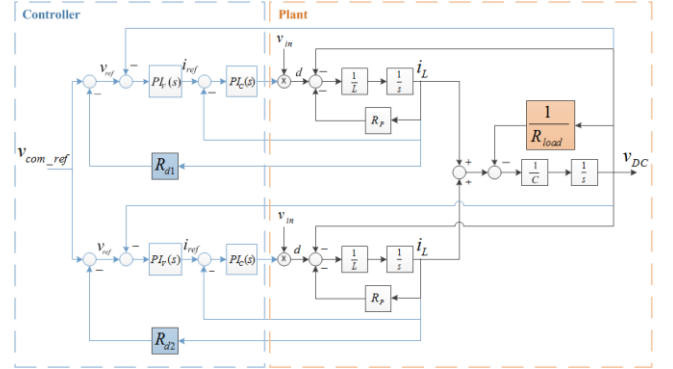 Controller
Plant
v_in
v_ref
i_ref
d
i_L
PI_v(s)
PI_c(s)
x
1/L
1/s
R_P
1/R_load
R_d1
v_com_ref
+
+
1/C
1/s
v_DC
v_in
v_ref
i_ref
d
i_L
PI_v(s)
PI_c(s)
x
1/L
1/s
R_P
R_d2